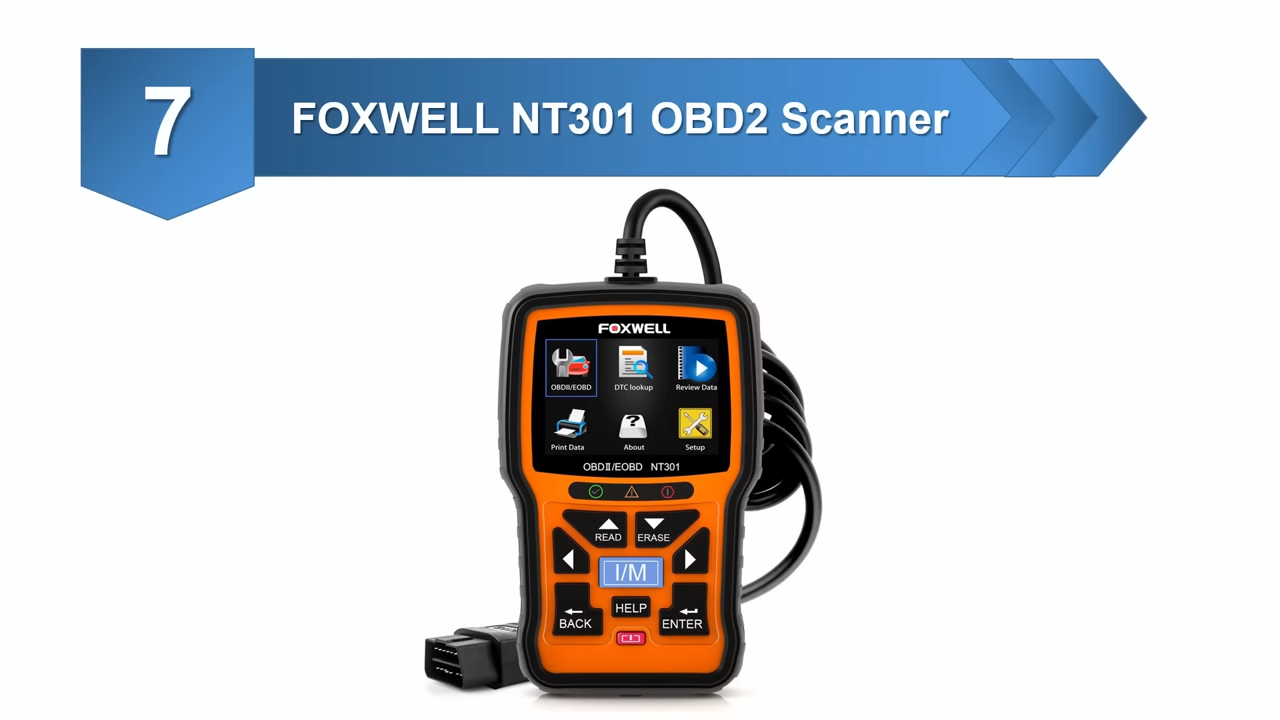 7
FOXWELL NT301 OBD2 Scanner
FOXWELL
OBDII/EOBD
DTC lookup
Review Data
Print Data
About
Setup
OBDⅡ/EOBD NT301
READ
ERASE
I/M
HELP
BACK
ENTER